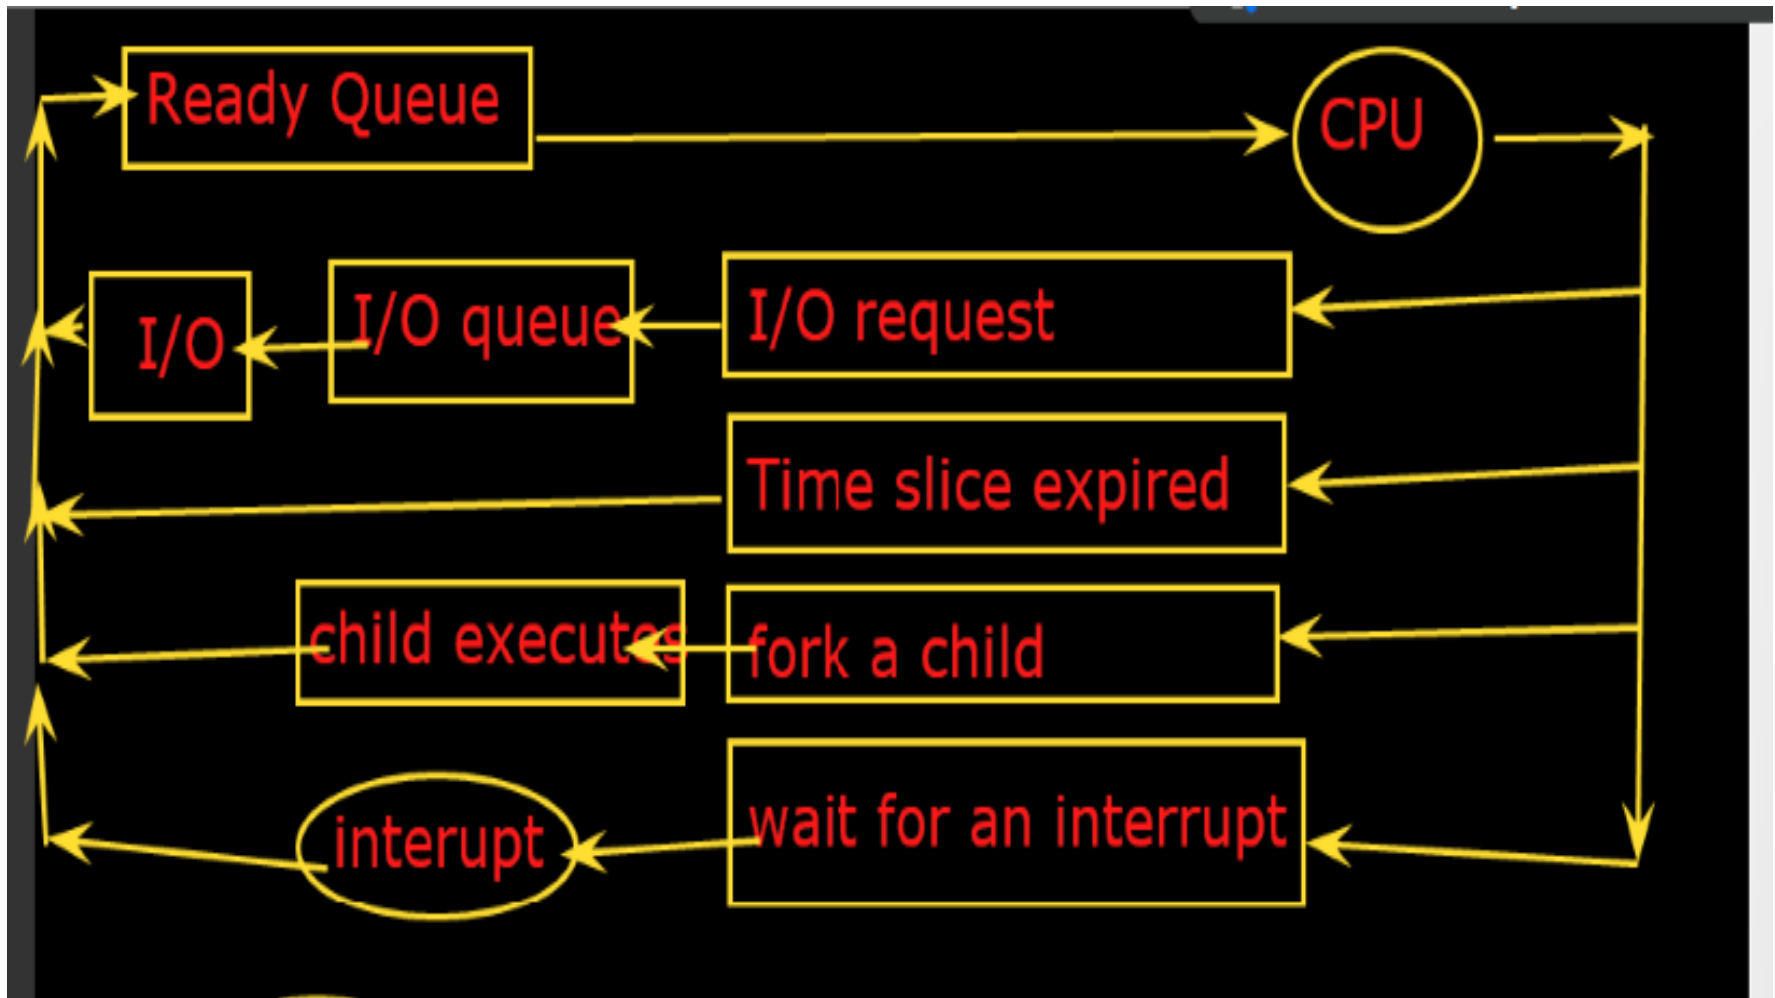 Ready Queue
CPU
I/O
I/O queue
I/O request
Time slice expired
child executes
fork a child
interupt
wait for an interrupt